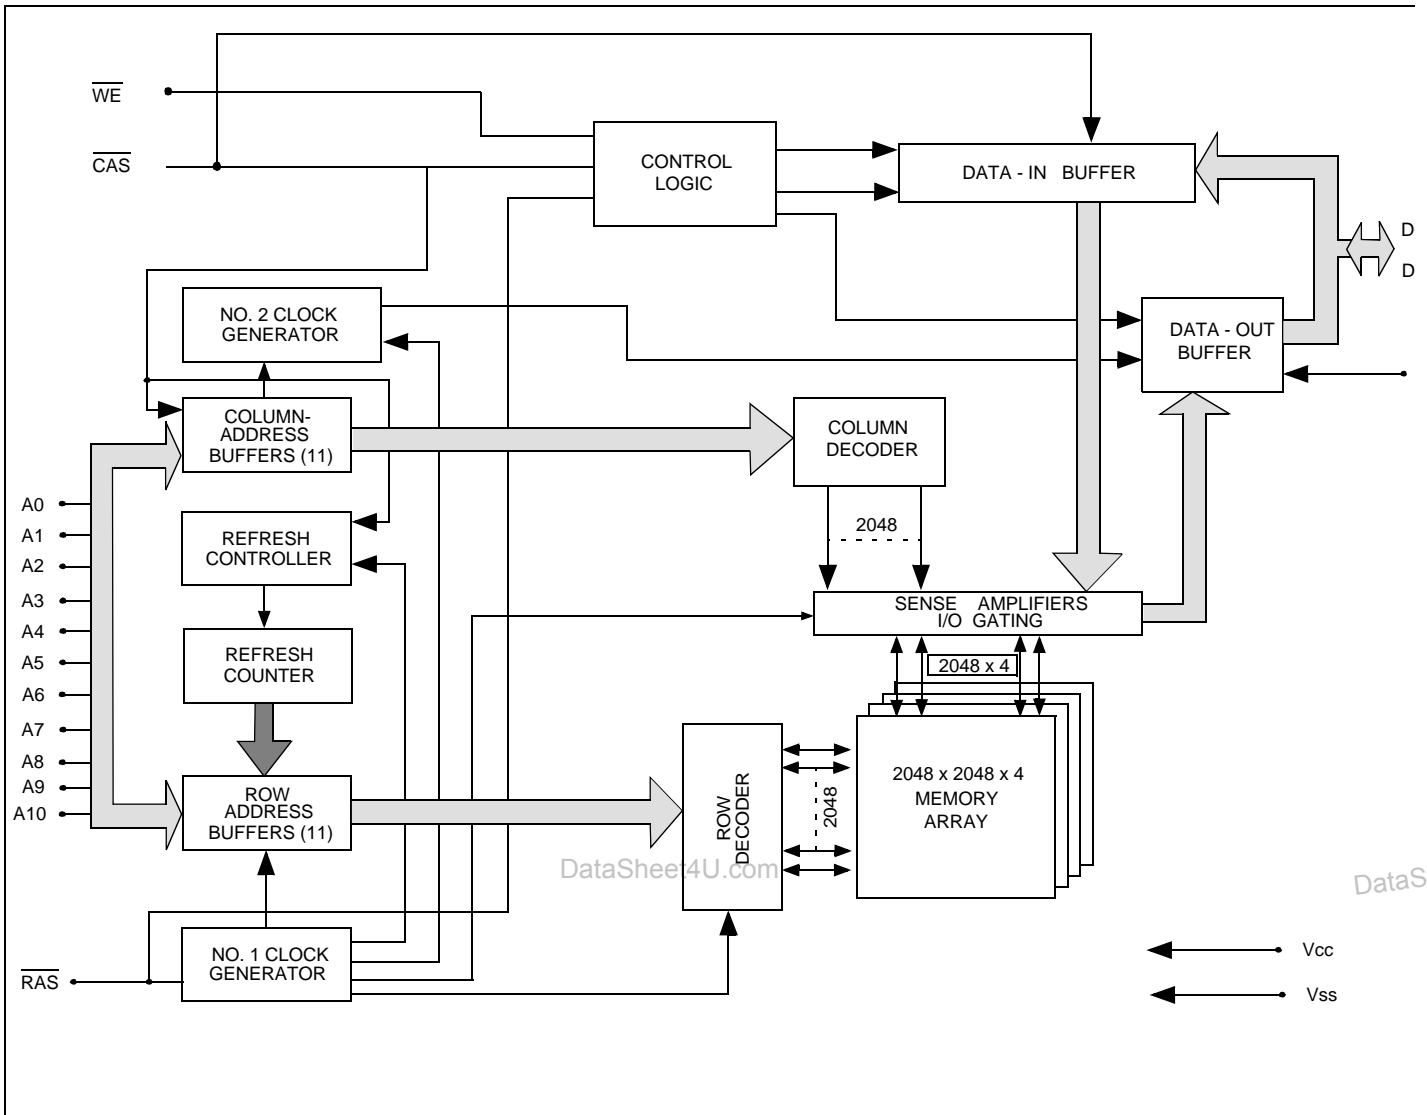 WE
CAS
CONTROL
LOGIC
DATA - IN BUFFER
D
D
NO. 2 CLOCK
GENERATOR
DATA - OUT
BUFFER
COLUMN-
ADDRESS
BUFFERS (11)
COLUMN
DECODER
A0
A1
A2
A3
A4
A5
A6
A7
A8
A9
A10
2048
REFRESH
CONTROLLER
SENSE AMPLIFIERS
I/O GATING
REFRESH
COUNTER
2048 x 4
ROW
ADDRESS
BUFFERS (11)
ROW
DECODER
2048
2048 x 2048 x 4
MEMORY
ARRAY
DataSheet4U.com
DataS
NO. 1 CLOCK
GENERATOR
RAS
Vcc
Vss